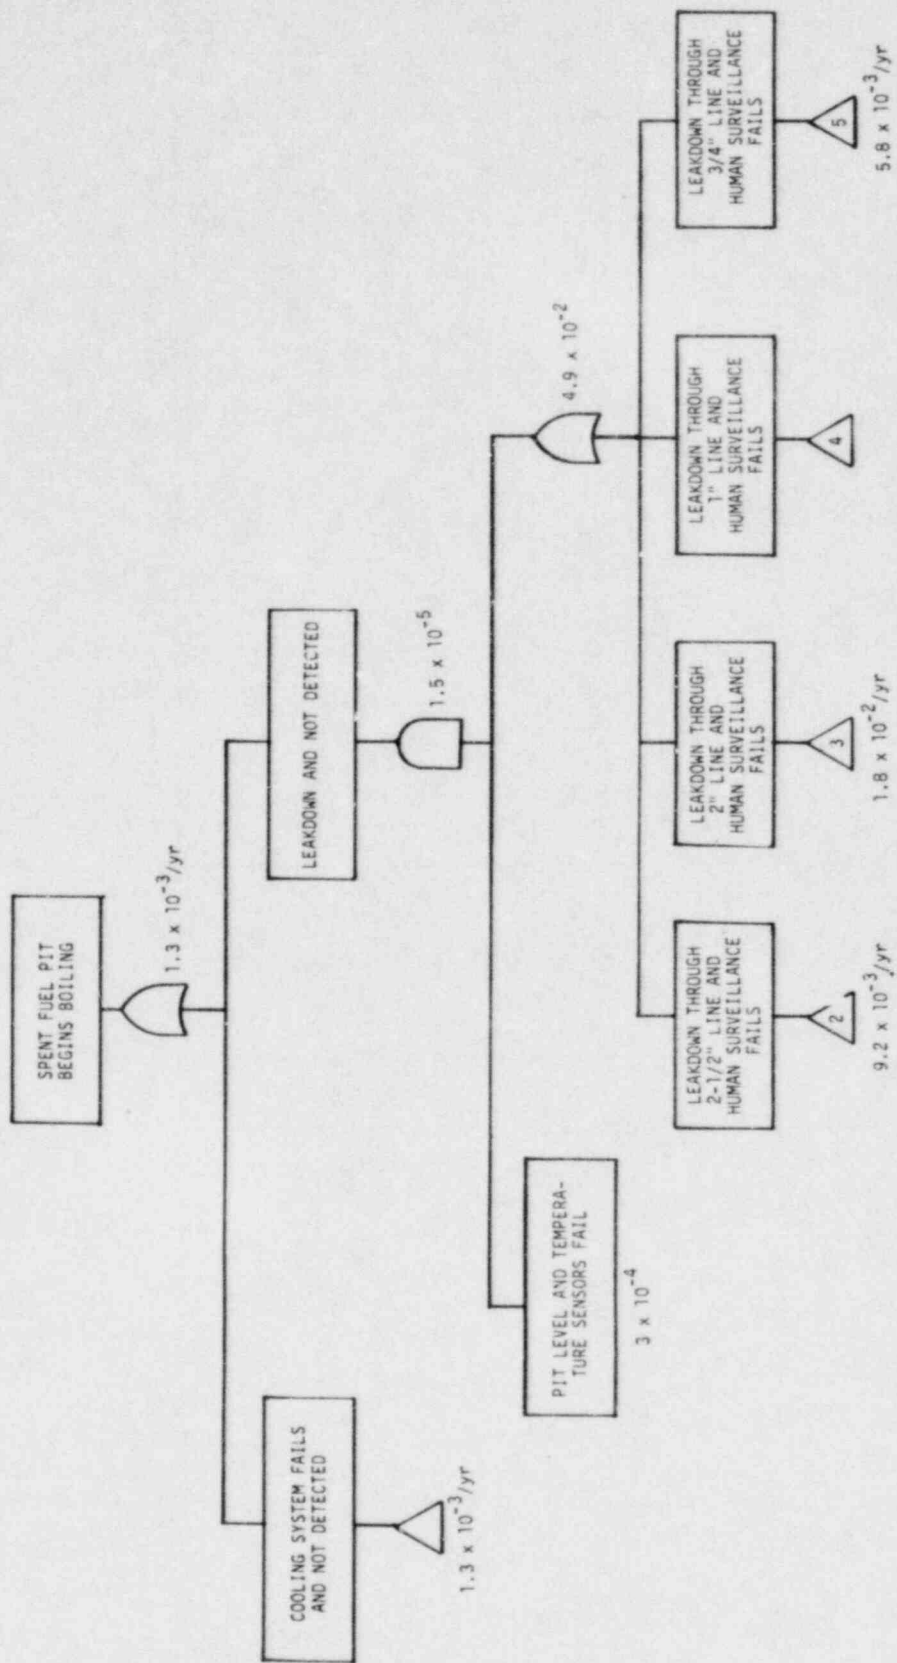 SPENT FUEL PIT
BEGINS BOILING
1.3 x 10⁻³/yr
COOLING SYSTEM FAILS
AND NOT DETECTED
1.3 x 10⁻³/yr
LEAKDOWN AND NOT DETECTED
1.5 x 10⁻⁵
PIT LEVEL AND TEMPERA-
TURE SENSORS FAIL
3 x 10⁻⁴
4.9 x 10⁻²
LEAKDOWN THROUGH
2-1/2" LINE AND
HUMAN SURVEILLANCE
FAILS
2
9.2 x 10⁻³/yr
LEAKDOWN THROUGH
2" LINE AND
HUMAN SURVEILLANCE
FAILS
3
1.8 x 10⁻²/yr
LEAKDOWN THROUGH
1" LINE AND
HUMAN SURVEILLANCE
FAILS
4
LEAKDOWN THROUGH
3/4" LINE AND
HUMAN SURVEILLANCE
FAILS
5
5.8 x 10⁻³/yr